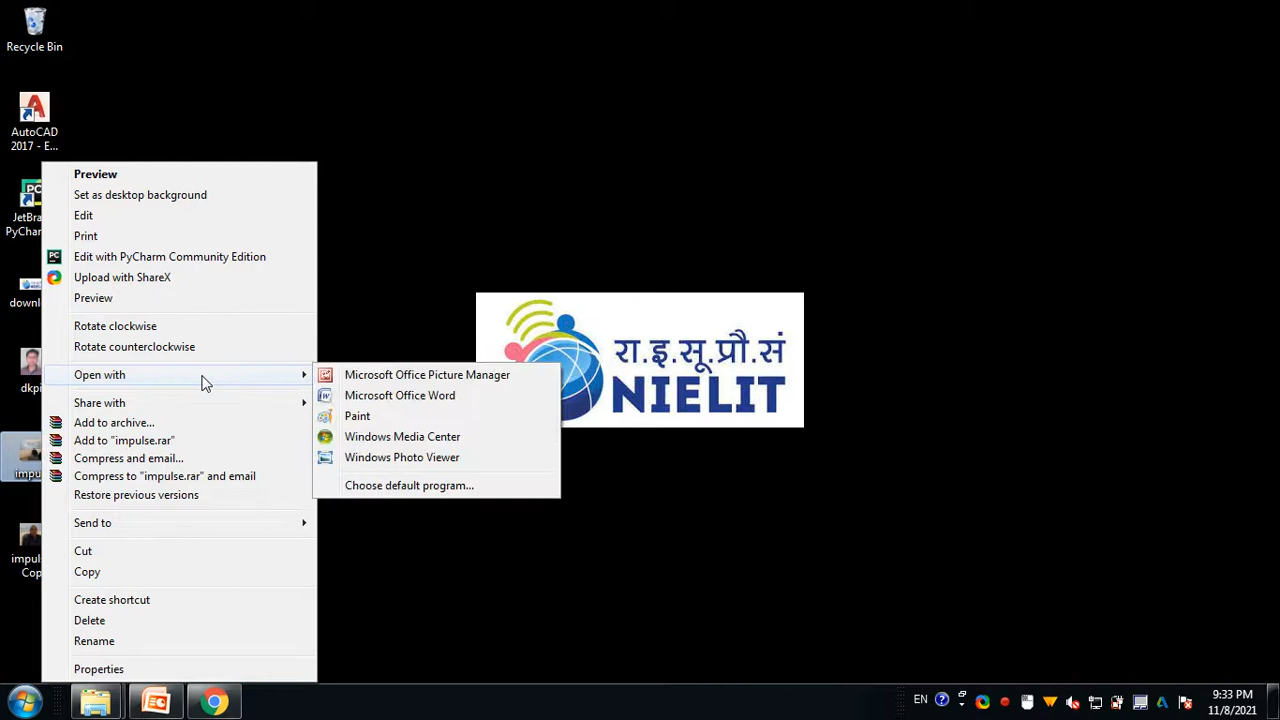 Recycle Bin
AutoCAD
2017 - E...
JetBra
PyChar
downl
dkpi
impu
impul
Cop
Preview
Set as desktop background
Edit
Print
Edit with PyCharm Community Edition
Upload with ShareX
Preview
Rotate clockwise
Rotate counterclockwise
Open with
Share with
Add to archive...
Add to "impulse.rar"
Compress and email...
Compress to "impulse.rar" and email
Restore previous versions
Send to
Cut
Copy
Create shortcut
Delete
Rename
Properties
Microsoft Office Picture Manager
Microsoft Office Word
Paint
Windows Media Center
Windows Photo Viewer
Choose default program...
रा.इ.सू.प्रौ.सं
NIELIT
EN
9:33 PM
11/8/2021